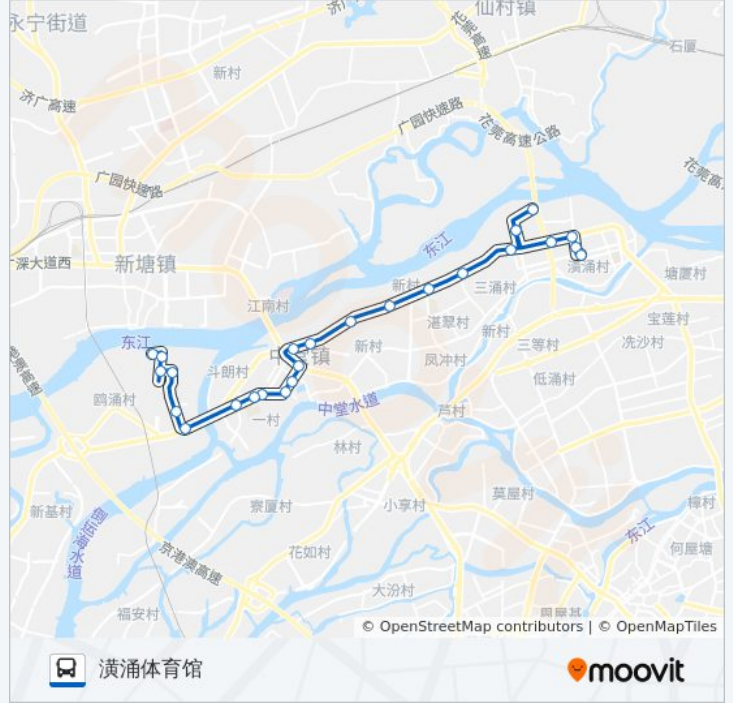 永宁街道
济
仙村镇
花莞高速
石厦
新村
济广高速
广园快速路
花莞高速公路
花莞高
广园快速路
东江
广深大道西
新塘镇
新村
潢涌村
三涌村
塘厦村
江南村
宝莲村
湛翠村
新村
东江
中堂镇
新村
三等村
冼沙村
凤冲村
斗朗村
低涌村
鸥涌村
中堂水道
芦村
一村
林村
莫屋村
樟村
寮厦村
小享村
新基村
倒运海水道
东江
京港澳高速
花如村
何屋塘
大汾村
福安村
周屋基
© OpenStreetMap contributors | © OpenMapTiles
潢涌体育馆
moovit